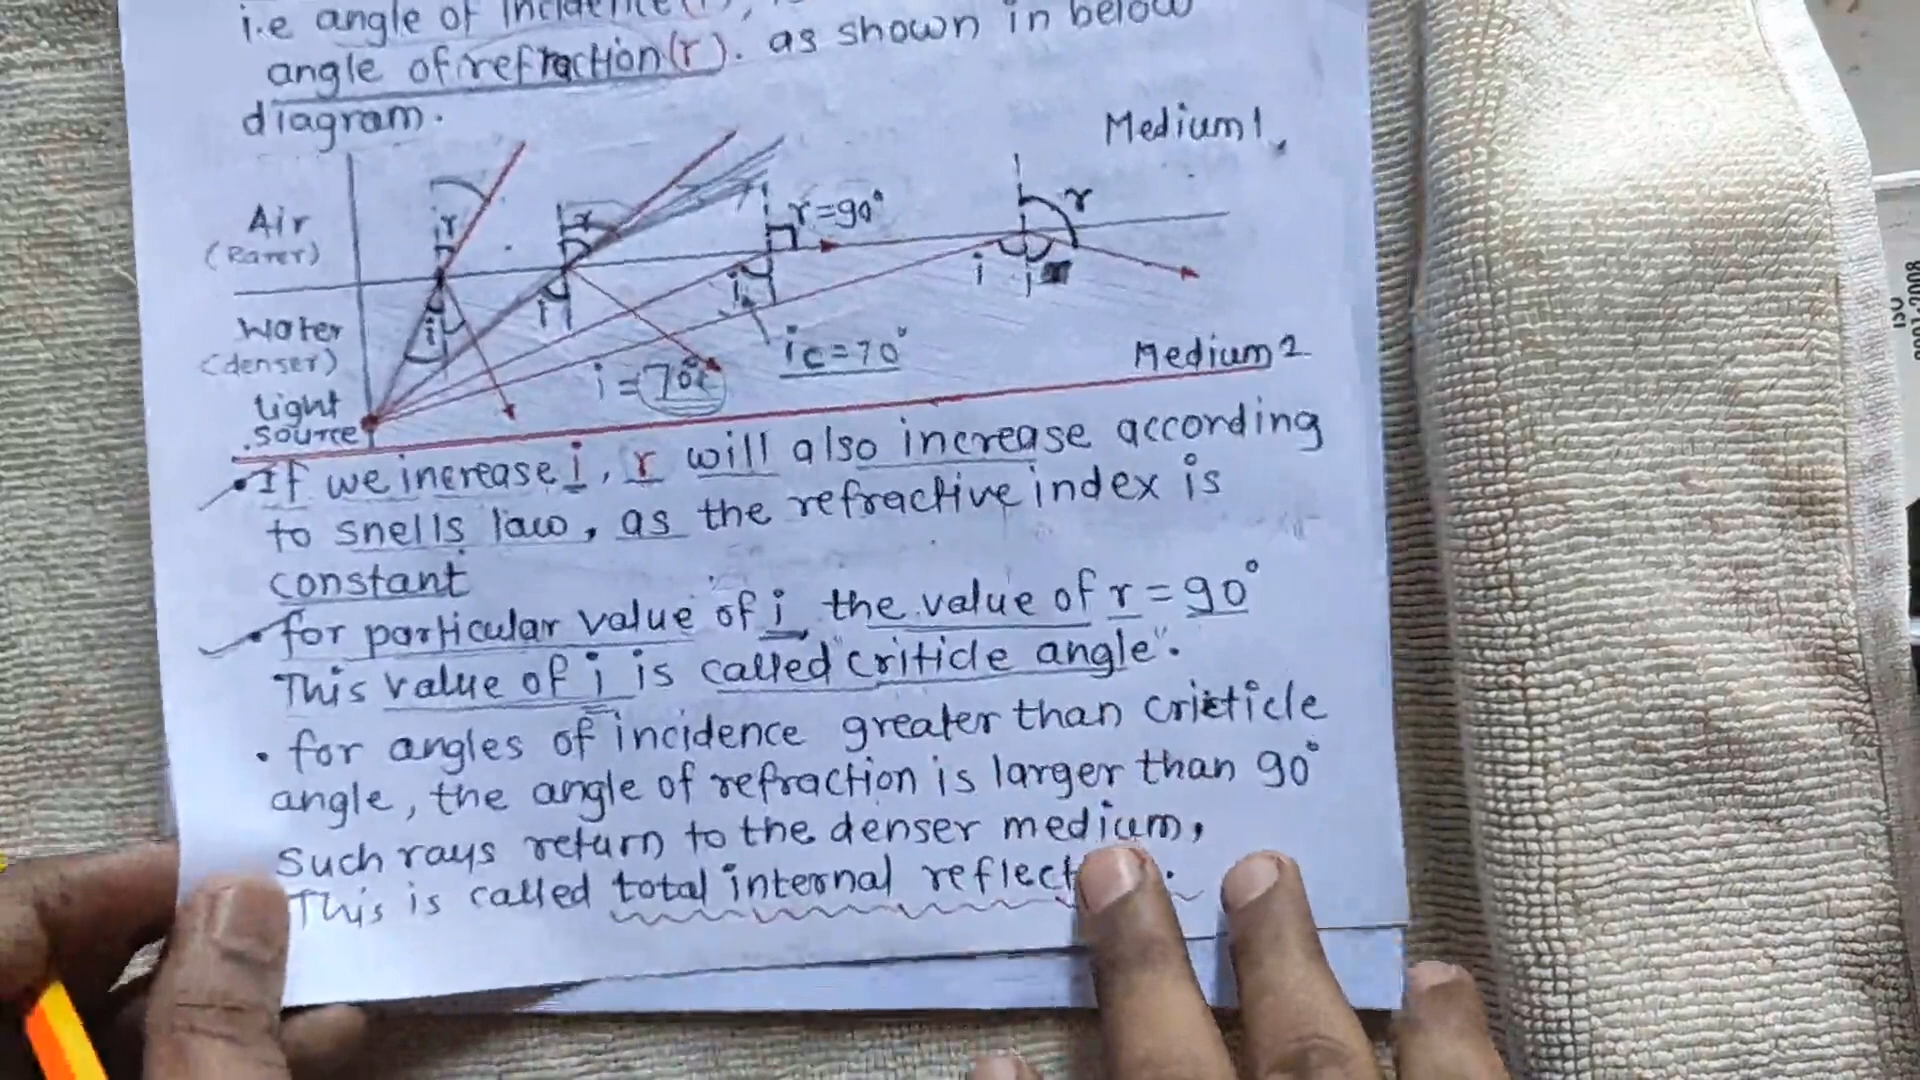 i.e angle of incidence(i),
angle of refraction(r). as shown in below
diagram.
Medium 1
Air
(Rarer)
r
r
r=90°
r
i
i
i
i
i
Water
(denser)
ic=70°
i=70°
Medium 2
Light
source
• If we increase i, r will also increase according
to snells law, as the refractive index is
constant
• for particular value of i the value of r=90°
This value of i is called "criticle angle".
• for angles of incidence greater than cristicle
angle, the angle of refraction is larger than 90°
Such rays return to the denser medium,
This is called total internal reflect